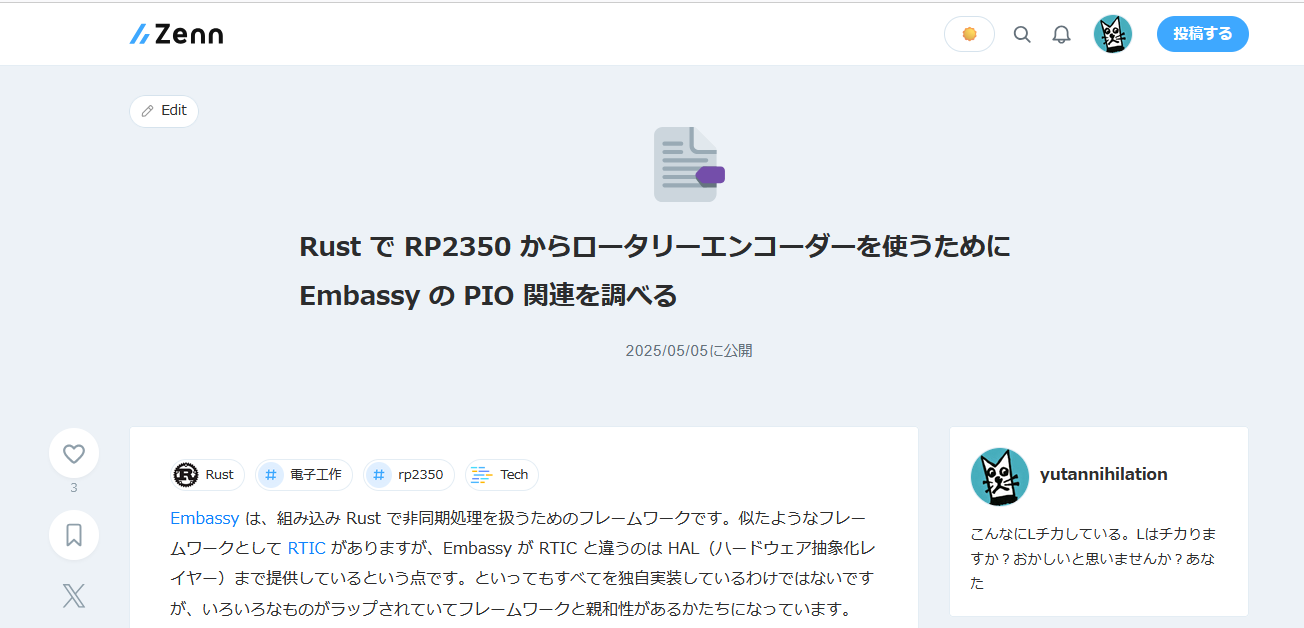 Zenn
投稿する
Edit
Rust で RP2350 からロータリーエンコーダーを使うために
Embassy の PIO 関連を調べる
2025/05/05に公開
3
Rust
# 電子工作
# rp2350
Tech
Embassy は、組み込み Rust で非同期処理を扱うためのフレームワークです。似たようなフレー
ムワークとして RTIC がありますが、Embassy が RTIC と違うのは HAL（ハードウェア抽象化レ
イヤー）まで提供しているという点です。といってもすべてを独自実装しているわけではないです
が、いろいろなものがラップされていてフレームワークと親和性があるかたちになっています。
yutannihilation
こんなにLチカしている。Lはチカりま
すか？おかしいと思いませんか？あな
た